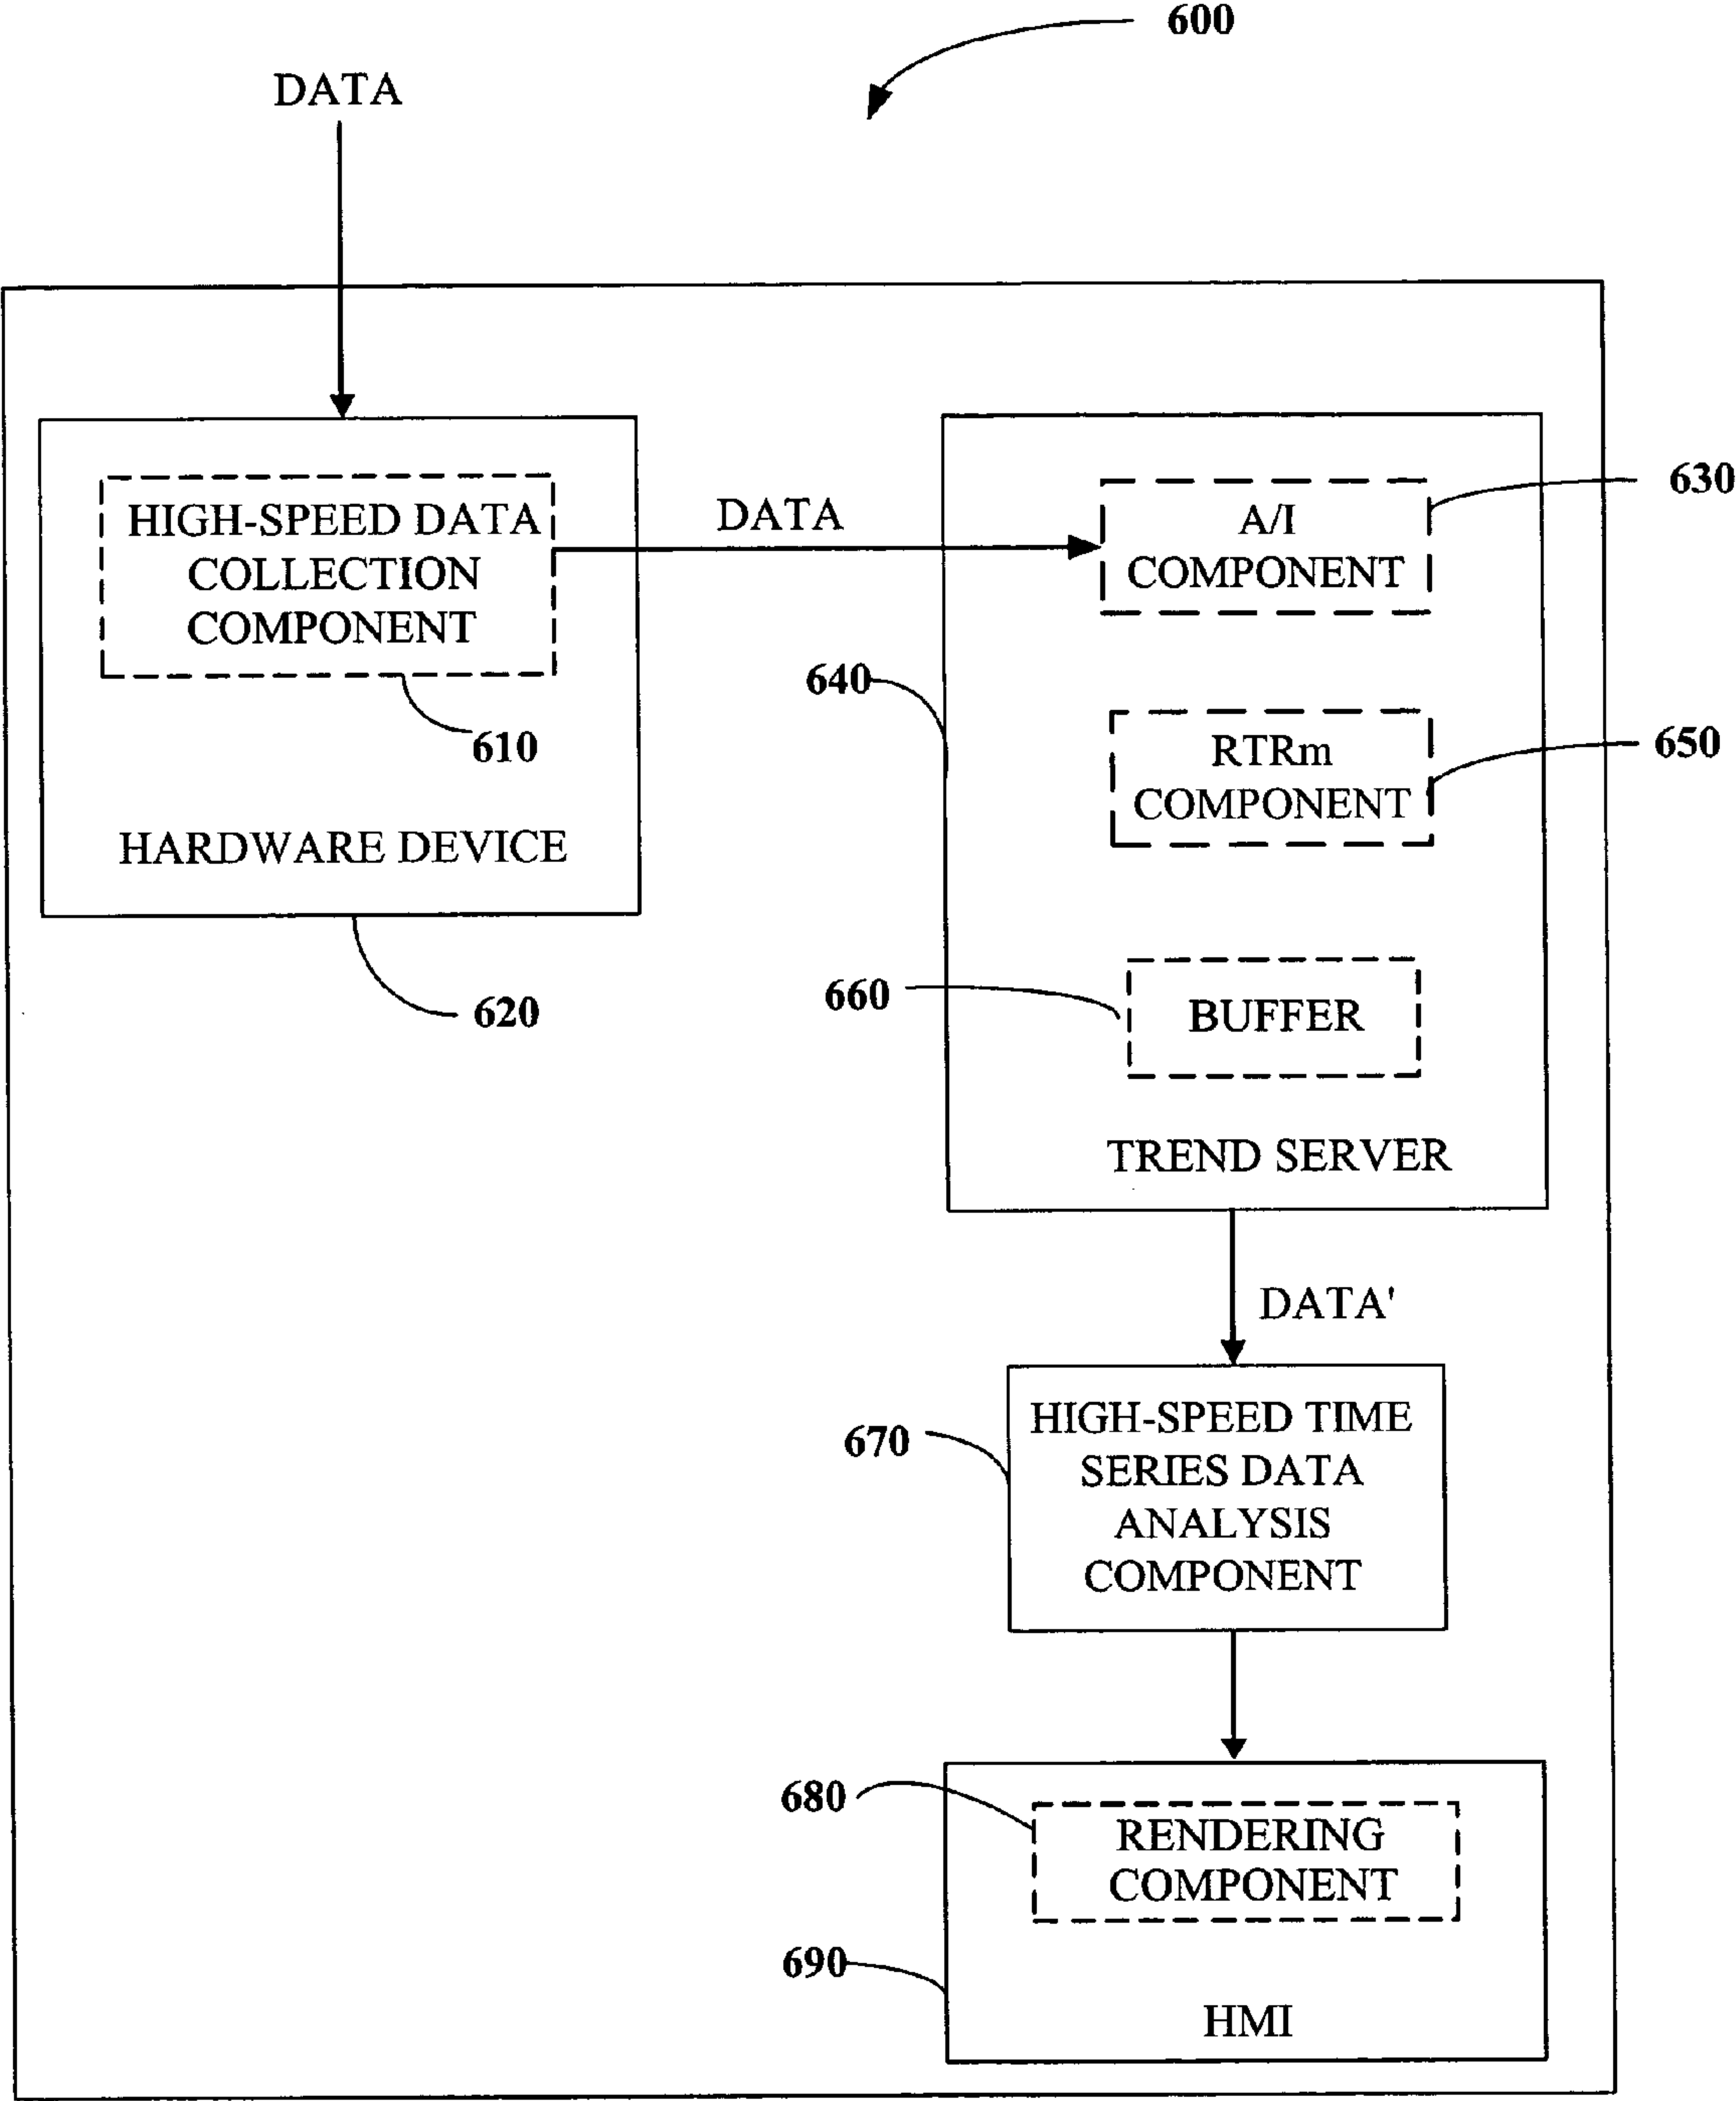 600
DATA
HIGH-SPEED DATA
COLLECTION
COMPONENT
610
HARDWARE DEVICE
620
DATA
A/I
COMPONENT
630
640
RTRm
COMPONENT
650
660
BUFFER
TREND SERVER
DATA'
670
HIGH-SPEED TIME
SERIES DATA
ANALYSIS
COMPONENT
680
RENDERING
COMPONENT
690
HMI